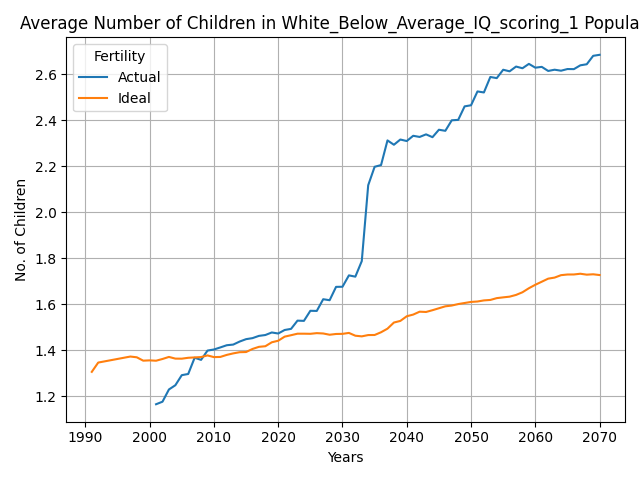 Average Number of Children in White_Below_Average_IQ_scoring_1 Popula
Fertility
Actual
Ideal
No. of Children
2.6
2.4
2.2
2.0
1.8
1.6
1.4
1.2
1990 2000 2010 2020 2030 2040 2050 2060 2070
Years